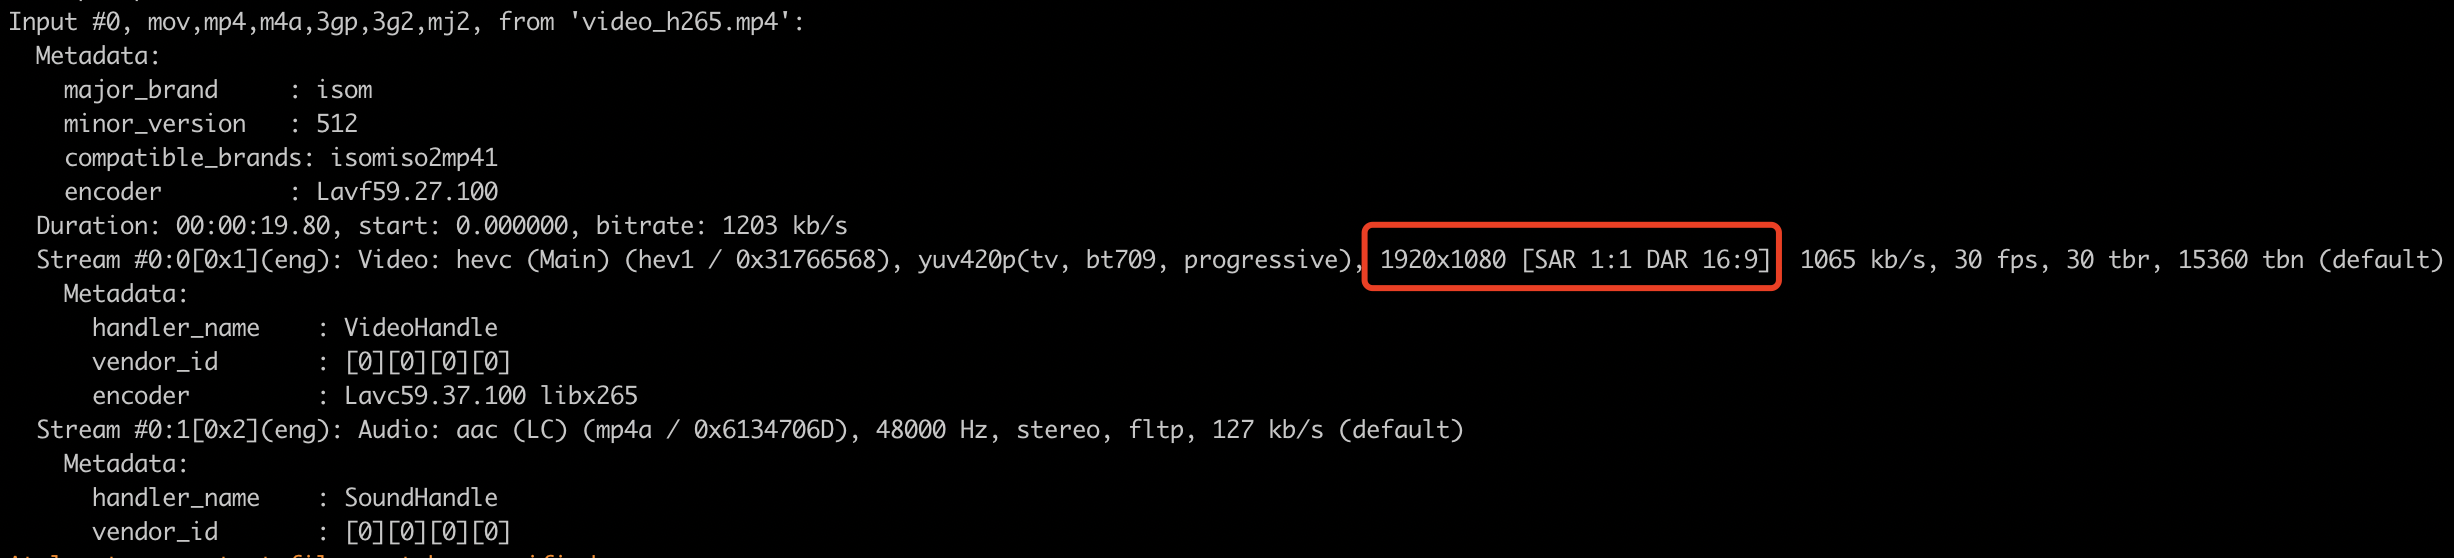 Input #0, mov,mp4,m4a,3gp,3g2,mj2, from 'video_h265.mp4':
  Metadata:
    major_brand     : isom
    minor_version   : 512
    compatible_brands: isomiso2mp41
    encoder         : Lavf59.27.100
  Duration: 00:00:19.80, start: 0.000000, bitrate: 1203 kb/s
  Stream #0:0[0x1](eng): Video: hevc (Main) (hev1 / 0x31766568), yuv420p(tv, bt709, progressive), 1920x1080 [SAR 1:1 DAR 16:9] 1065 kb/s, 30 fps, 30 tbr, 15360 tbn (default)
    Metadata:
      handler_name    : VideoHandle
      vendor_id       : [0][0][0][0]
      encoder         : Lavc59.37.100 libx265
  Stream #0:1[0x2](eng): Audio: aac (LC) (mp4a / 0x6134706D), 48000 Hz, stereo, fltp, 127 kb/s (default)
    Metadata:
      handler_name    : SoundHandle
      vendor_id       : [0][0][0][0]